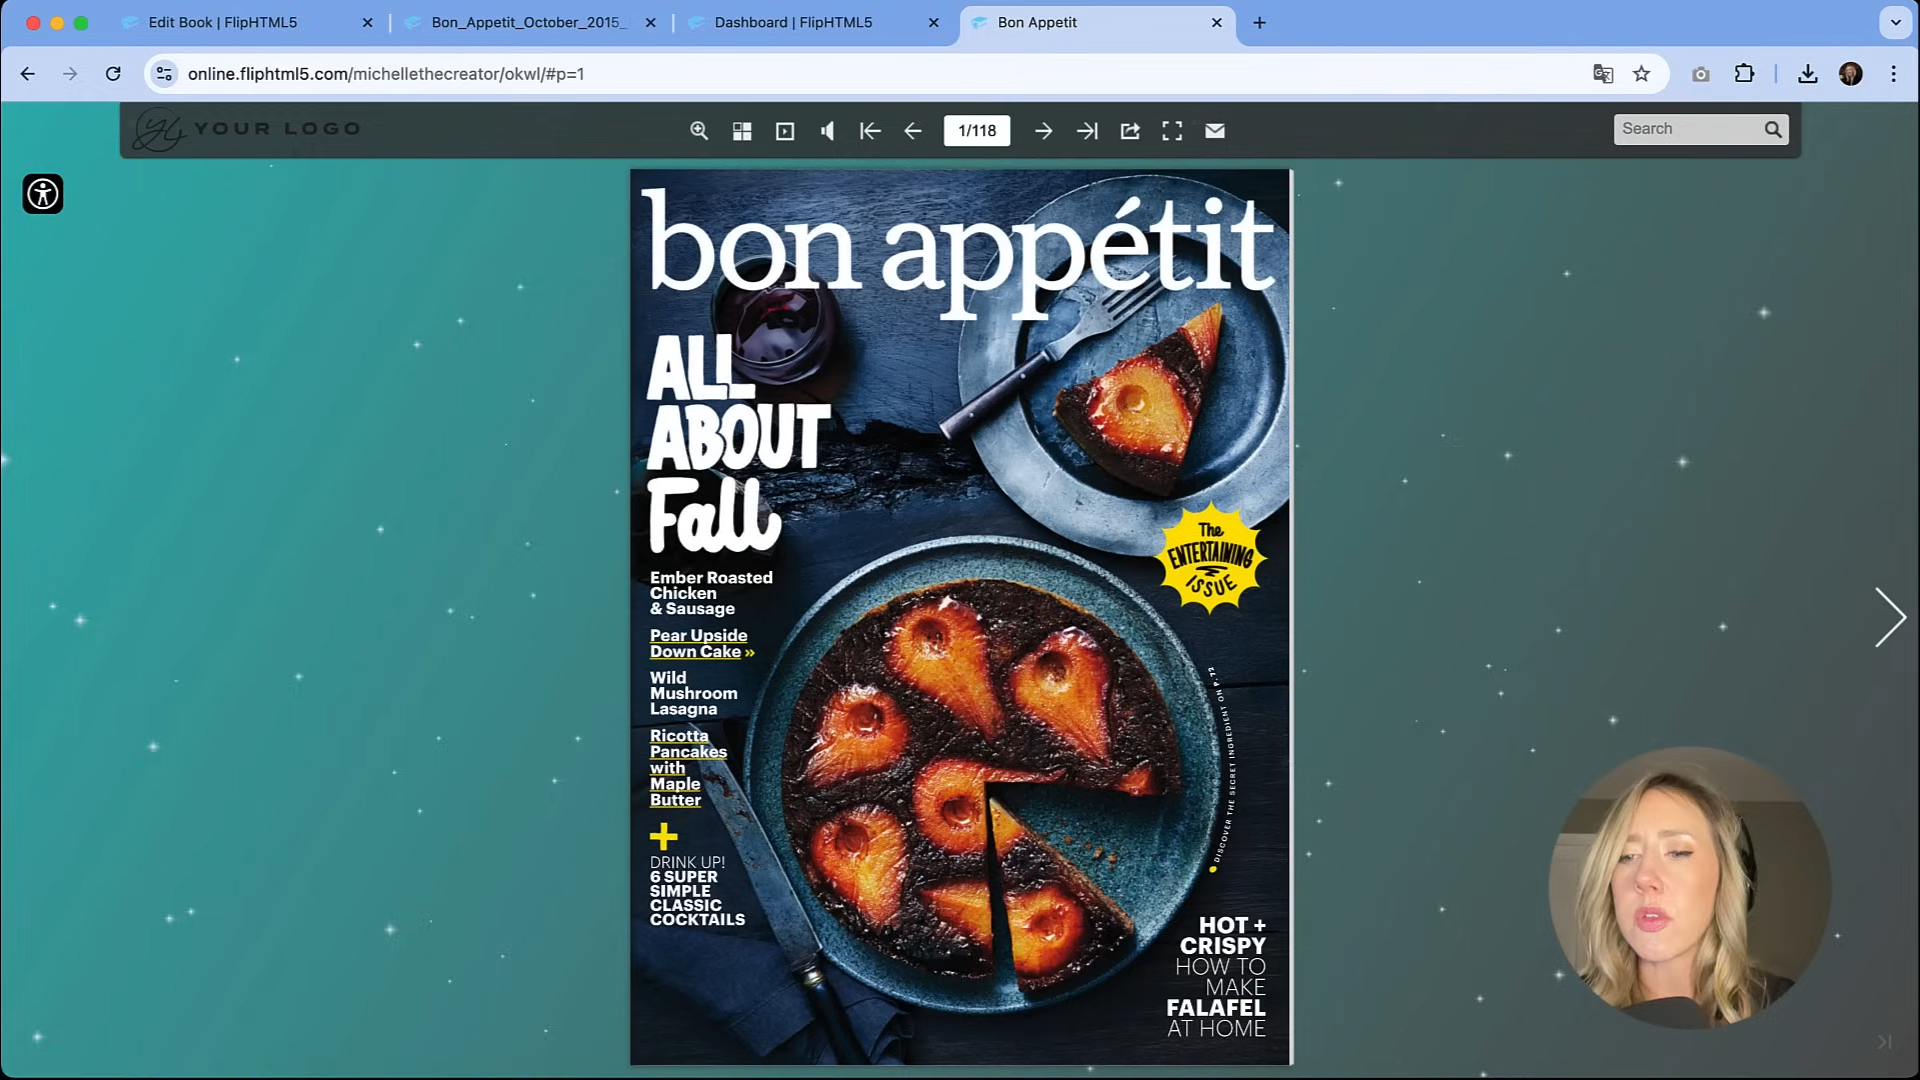 Edit Book | FlipHTML5
Bon_Appetit_October_2015_
Dashboard | FlipHTML5
Bon Appetit
online.fliphtml5.com/michellethecreator/okwl/#p=1
YOUR LOGO
1/118
Search
bon appétit
ALL
ABOUT
Fall
Ember Roasted
Chicken
& Sausage
Pear Upside
Down Cake »
Wild
Mushroom
Lasagna
Ricotta
Pancakes
with
Maple
Butter
+
DRINK UP!
6 SUPER
SIMPLE
CLASSIC
COCKTAILS
The
ENTERTAINING
ISSUE
DISCOVER THE SECRET INGREDIENT ON P. 72
HOT +
CRISPY
HOW TO
MAKE
FALAFEL
AT HOME